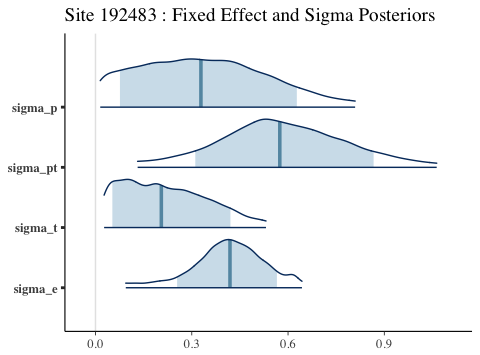 Site 192483 : Fixed Effect and Sigma Posteriors
sigma_p
sigma_pt
sigma_t
sigma_e
0.0 0.3 0.6 0.9